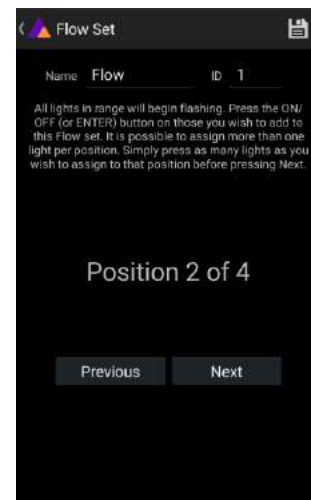 Flow Set
Name Flow ID 1
All lights in range will begin flashing. Press the ON/
OFF (or ENTER) button on those you wish to add to
this Flow set. It is possible to assign more than one
light per position. Simply press as many lights as you
wish to assign to that position before pressing Next.
Position 2 of 4
Previous Next